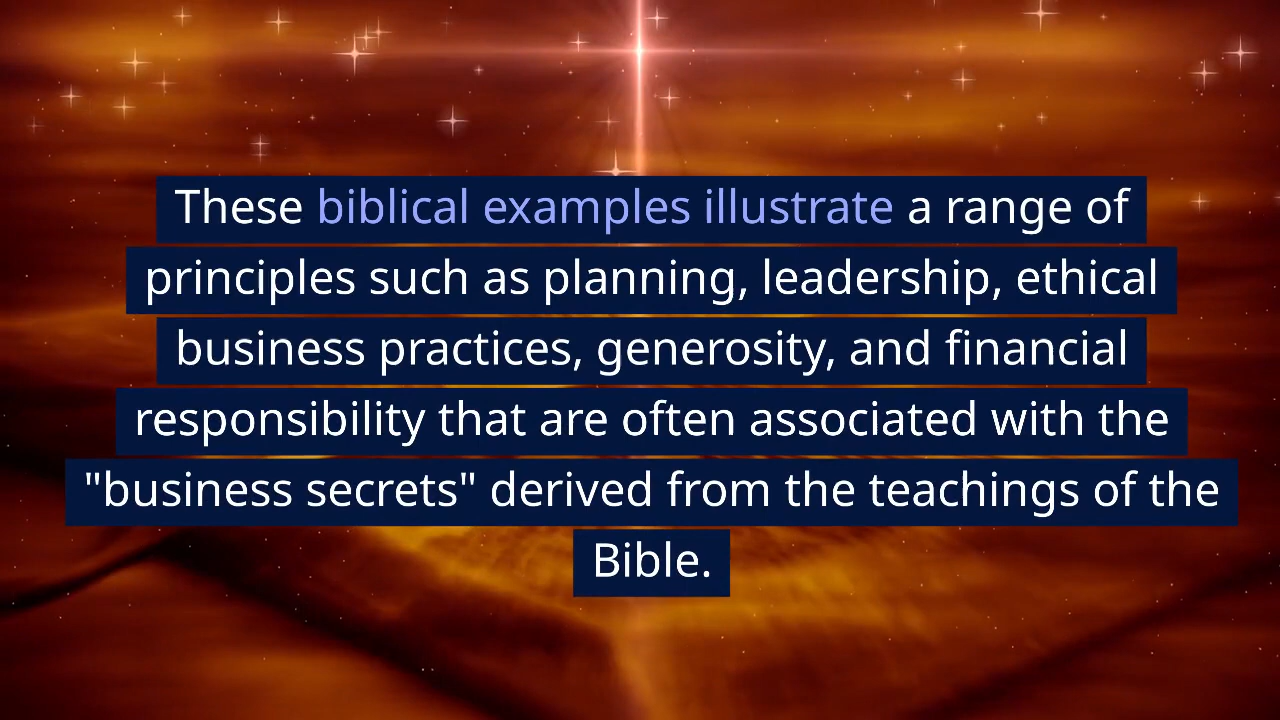 These biblical examples illustrate a range of
principles such as planning, leadership, ethical
business practices, generosity, and financial
responsibility that are often associated with the
"business secrets" derived from the teachings of the
Bible.